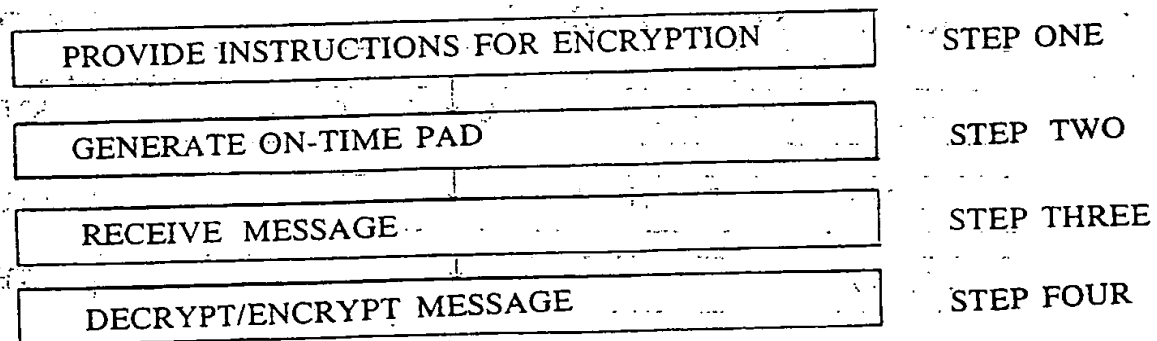 PROVIDE INSTRUCTIONS FOR ENCRYPTION STEP ONE
GENERATE ON-TIME PAD STEP TWO
RECEIVE MESSAGE STEP THREE
DECRYPT/ENCRYPT MESSAGE STEP FOUR